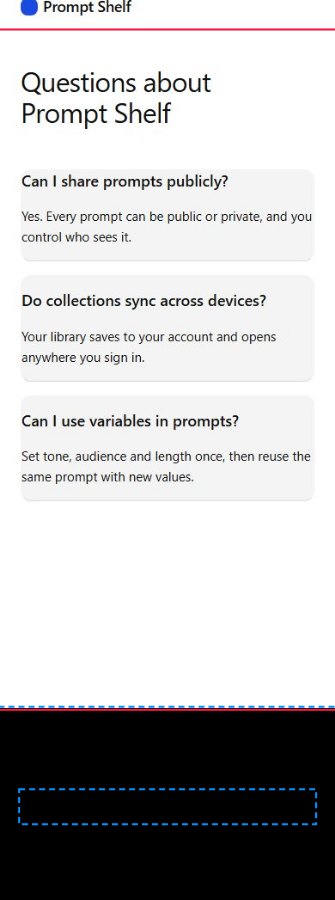 Prompt Shelf
Questions about
Prompt Shelf
Can I share prompts publicly?
Yes. Every prompt can be public or private, and you
control who sees it.
Do collections sync across devices?
Your library saves to your account and opens
anywhere you sign in.
Can I use variables in prompts?
Set tone, audience and length once, then reuse the
same prompt with new values.